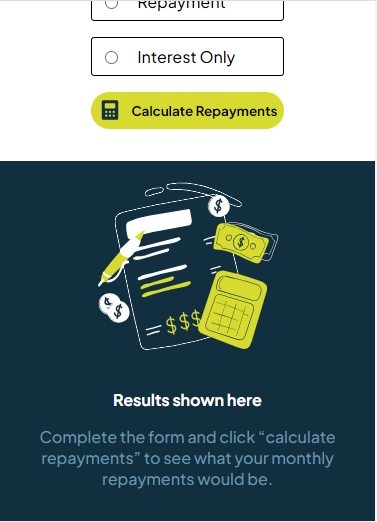 Repayment
Interest Only
Calculate Repayments
$
$
$
$
$$$
Results shown here
Complete the form and click “calculate
repayments” to see what your monthly
repayments would be.